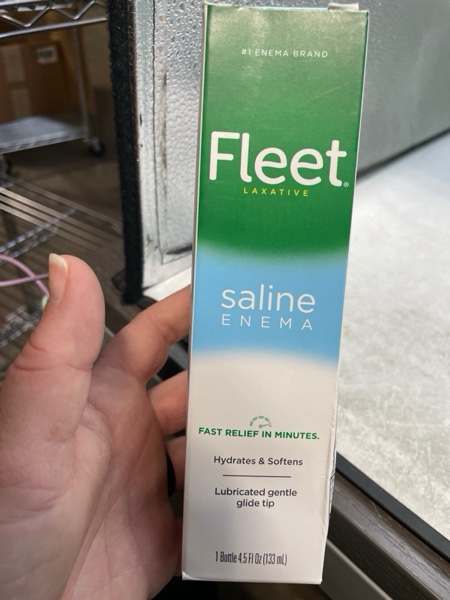 #1 ENEMA BRAND
Fleet®
LAXATIVE
saline
ENEMA
FAST RELIEF IN MINUTES.
Hydrates & Softens
Lubricated gentle
glide tip
1 Bottle 4.5 Fl Oz (133 mL)